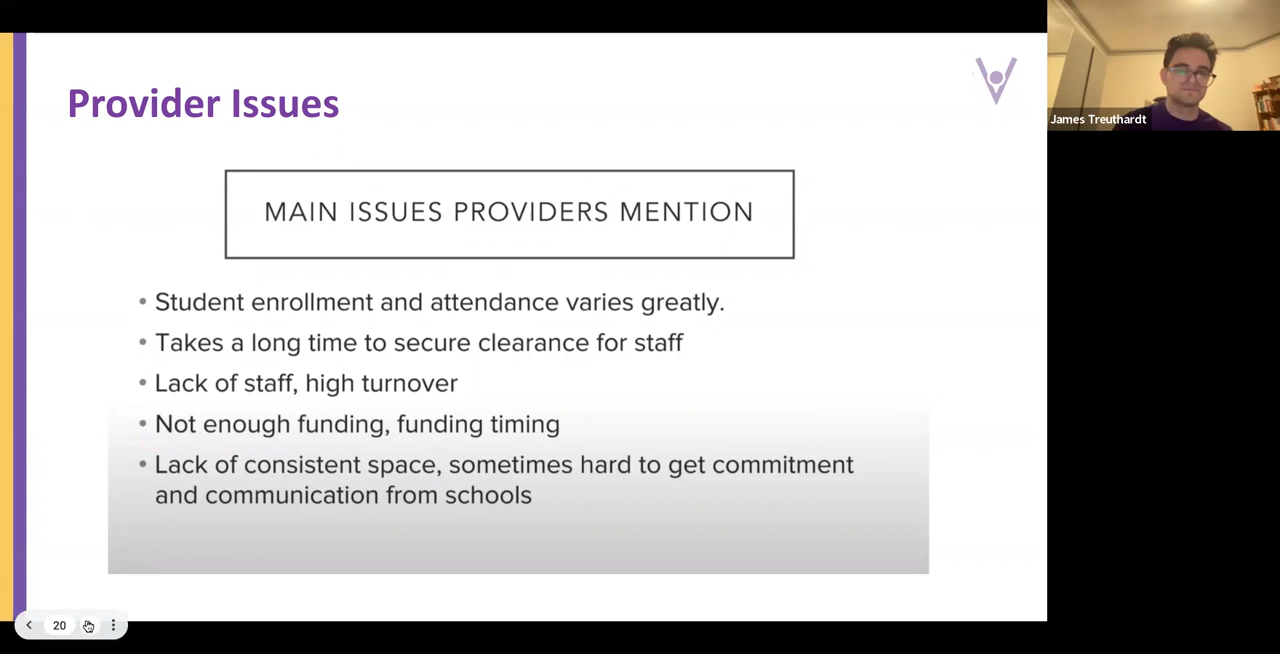 Provider Issues
MAIN ISSUES PROVIDERS MENTION
• Student enrollment and attendance varies greatly.
• Takes a long time to secure clearance for staff
• Lack of staff, high turnover
• Not enough funding, funding timing
• Lack of consistent space, sometimes hard to get commitment
and communication from schools
James Treuthardt
20